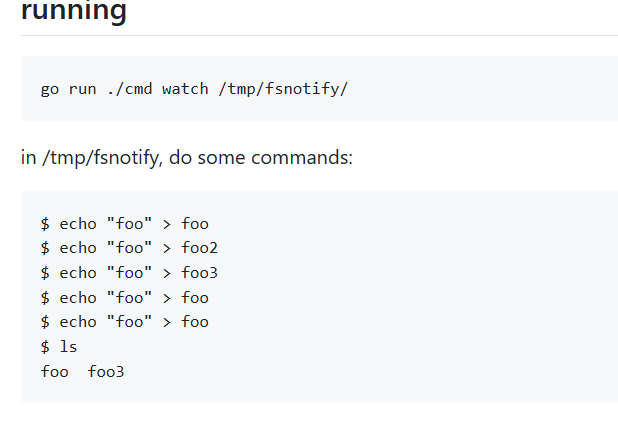 running
go run ./cmd watch /tmp/fsnotify/
in /tmp/fsnotify, do some commands:
$ echo "foo" > foo
$ echo "foo" > foo2
$ echo "foo" > foo3
$ echo "foo" > foo
$ echo "foo" > foo
$ ls
foo  foo3